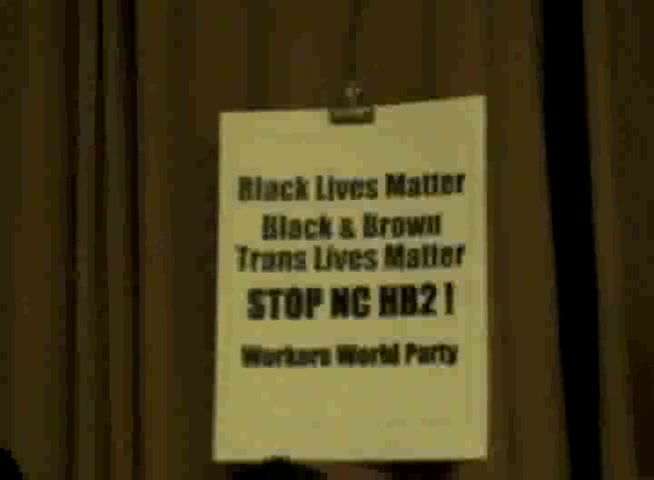 Black Lives Matter
Black & Brown
Trans Lives Matter
STOP NC HB2!
Workers World Party